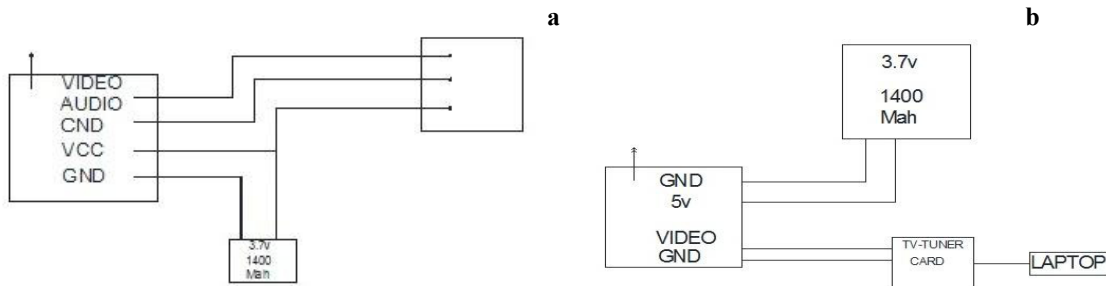 a
VIDEO
AUDIO
CND
VCC
GND
3.7v
1400
Mah
b
3.7v
1400
Mah
GND
5v
VIDEO
GND
TV-TUNER
CARD
LAPTOP